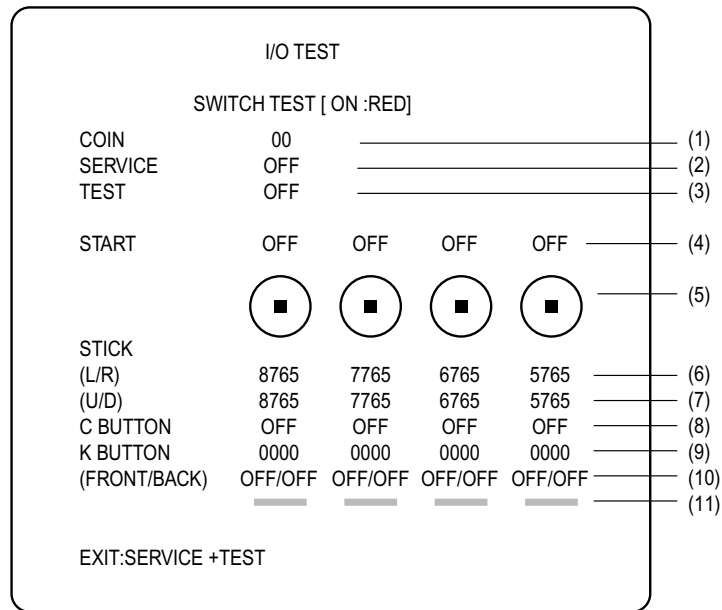 I/O TEST
SWITCH TEST [ ON :RED]
COIN 00 (1)
SERVICE OFF (2)
TEST OFF (3)
START OFF OFF OFF OFF (4)
(5)
STICK
(L/R) 8765 7765 6765 5765 (6)
(U/D) 8765 7765 6765 5765 (7)
C BUTTON OFF OFF OFF OFF (8)
K BUTTON 0000 0000 0000 0000 (9)
(FRONT/BACK) OFF/OFF OFF/OFF OFF/OFF OFF/OFF (10)
(11)
EXIT:SERVICE +TEST